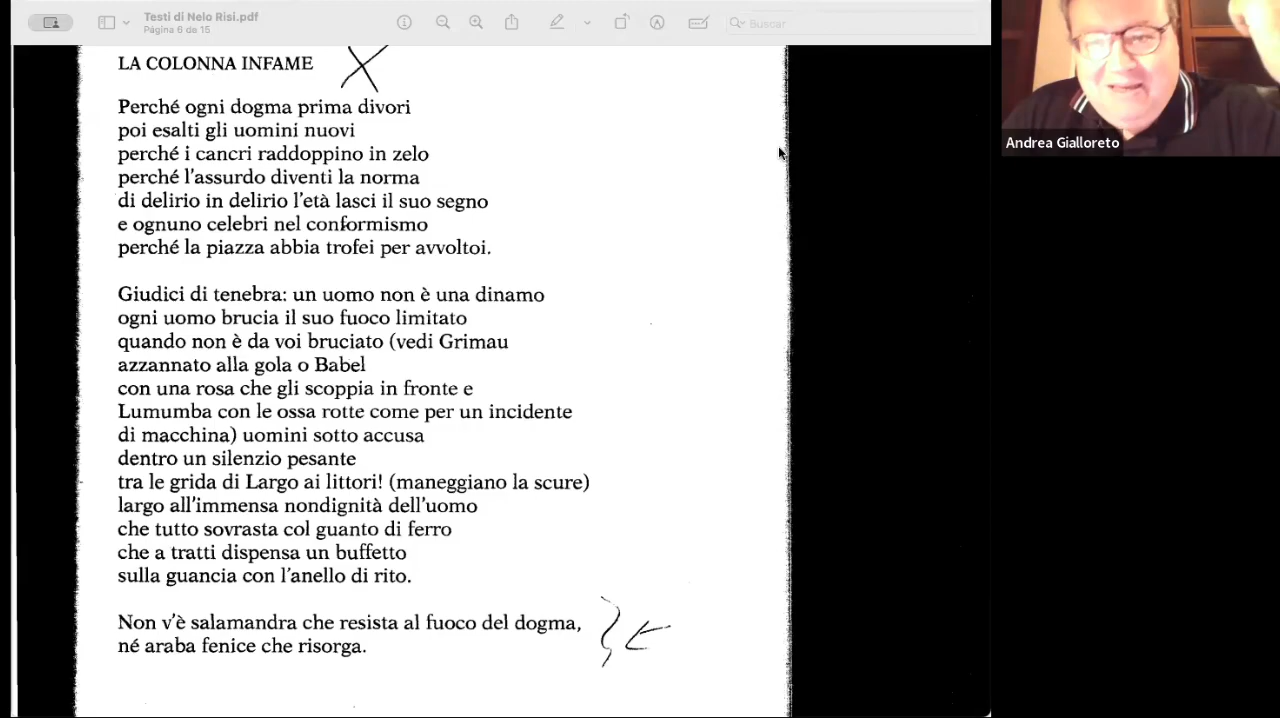 Testi di Nelo Risi.pdf
Página 6 de 15
Buscar
LA COLONNA INFAME
Perché ogni dogma prima divori
poi esalti gli uomini nuovi
perché i cancri raddoppino in zelo
perché l'assurdo diventi la norma
di delirio in delirio l'età lasci il suo segno
e ognuno celebri nel conformismo
perché la piazza abbia trofei per avvoltoi.
Giudici di tenebra: un uomo non è una dinamo
ogni uomo brucia il suo fuoco limitato
quando non è da voi bruciato (vedi Grimau
azzannato alla gola o Babel
con una rosa che gli scoppia in fronte e
Lumumba con le ossa rotte come per un incidente
di macchina) uomini sotto accusa
dentro un silenzio pesante
tra le grida di Largo ai littori! (maneggiano la scure)
largo all'immensa nondignità dell'uomo
che tutto sovrasta col guanto di ferro
che a tratti dispensa un buffetto
sulla guancia con l'anello di rito.
Non v'è salamandra che resista al fuoco del dogma,
né araba fenice che risorga.
Andrea Gialloreto